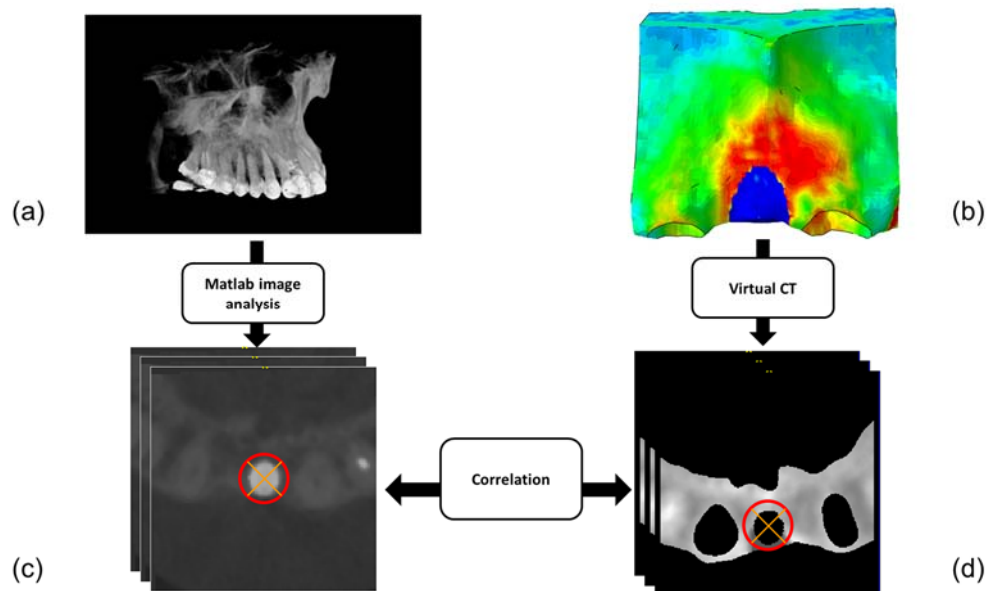 (a)
(b)
Matlab image
analysis
Virtual CT
Correlation
(c)
(d)